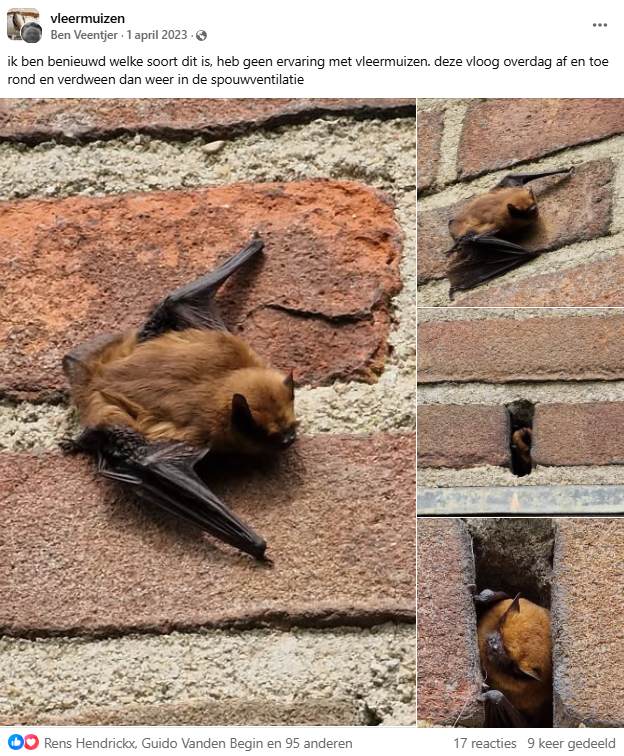 vleermuizen
Ben Veentjer · 1 april 2023 ·
ik ben benieuwd welke soort dit is, heb geen ervaring met vleermuizen. deze vloog overdag af en toe
rond en verdween dan weer in de spouwventilatie
Rens Hendrickx, Guido Vanden Begin en 95 anderen
17 reacties 9 keer gedeeld